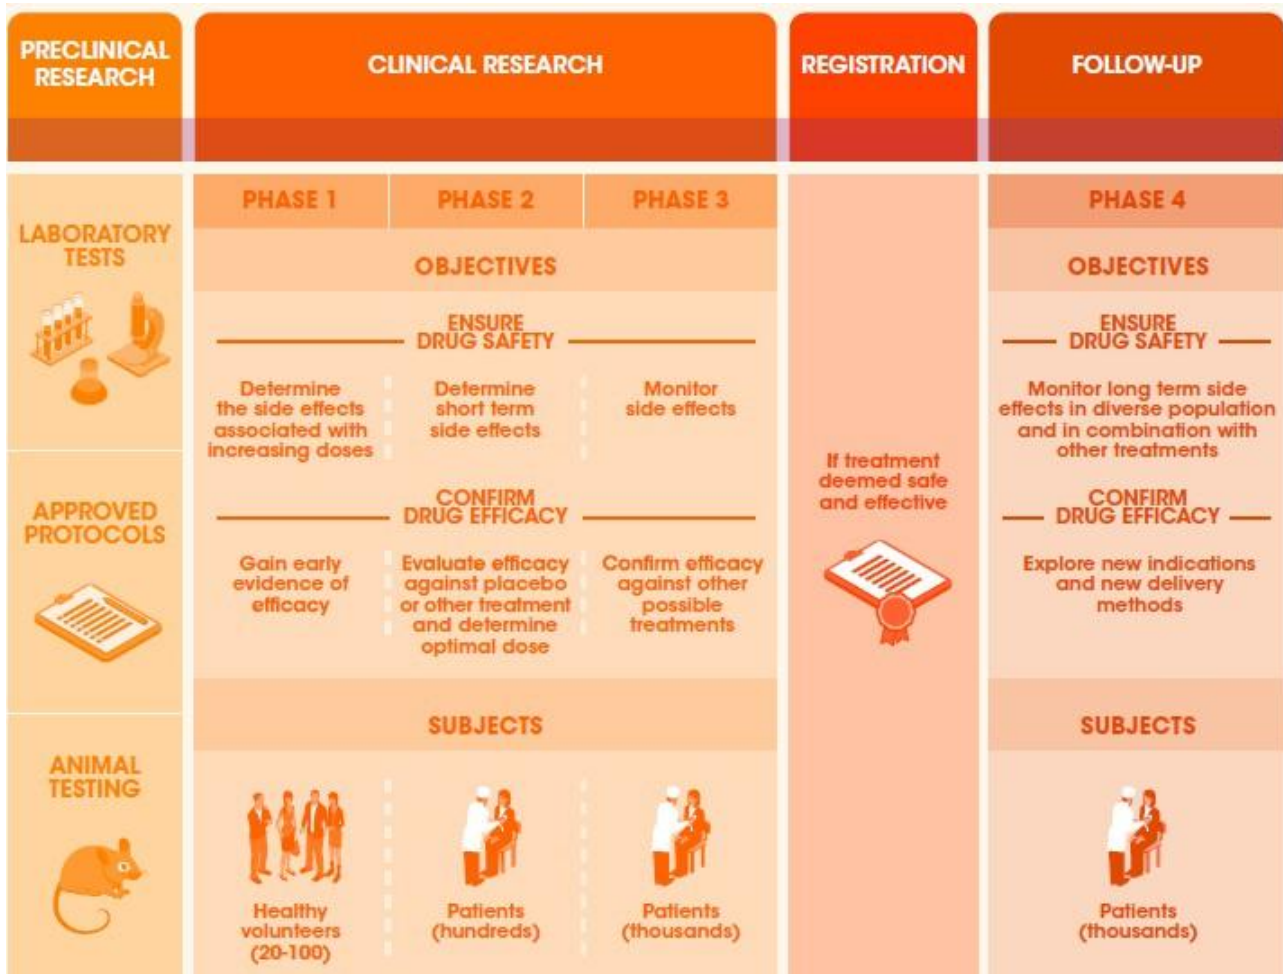 PRECLINICAL
RESEARCH
LABORATORY
TESTS
APPROVED
PROTOCOLS
ANIMAL
TESTING
CLINICAL RESEARCH
PHASE 1
PHASE 2
PHASE 3
OBJECTIVES
ENSURE
DRUG SAFETY
Determine
the side effects
associated with
increasing doses
Determine
short term
side effects
Monitor
side effects
CONFIRM
DRUG EFFICACY
Gain early
evidence of
efficacy
Evaluate efficacy
against placebo
or other treatment
and determine
optimal dose
Confirm efficacy
against other
possible
treatments
SUBJECTS
Healthy
volunteers
(20-100)
Patients
(hundreds)
Patients
(thousands)
REGISTRATION
If treatment
deemed safe
and effective
FOLLOW-UP
PHASE 4
OBJECTIVES
ENSURE
DRUG SAFETY
Monitor long term side
effects in diverse population
and in combination with
other treatments
CONFIRM
DRUG EFFICACY
Explore new indications
and new delivery
methods
SUBJECTS
Patients
(thousands)